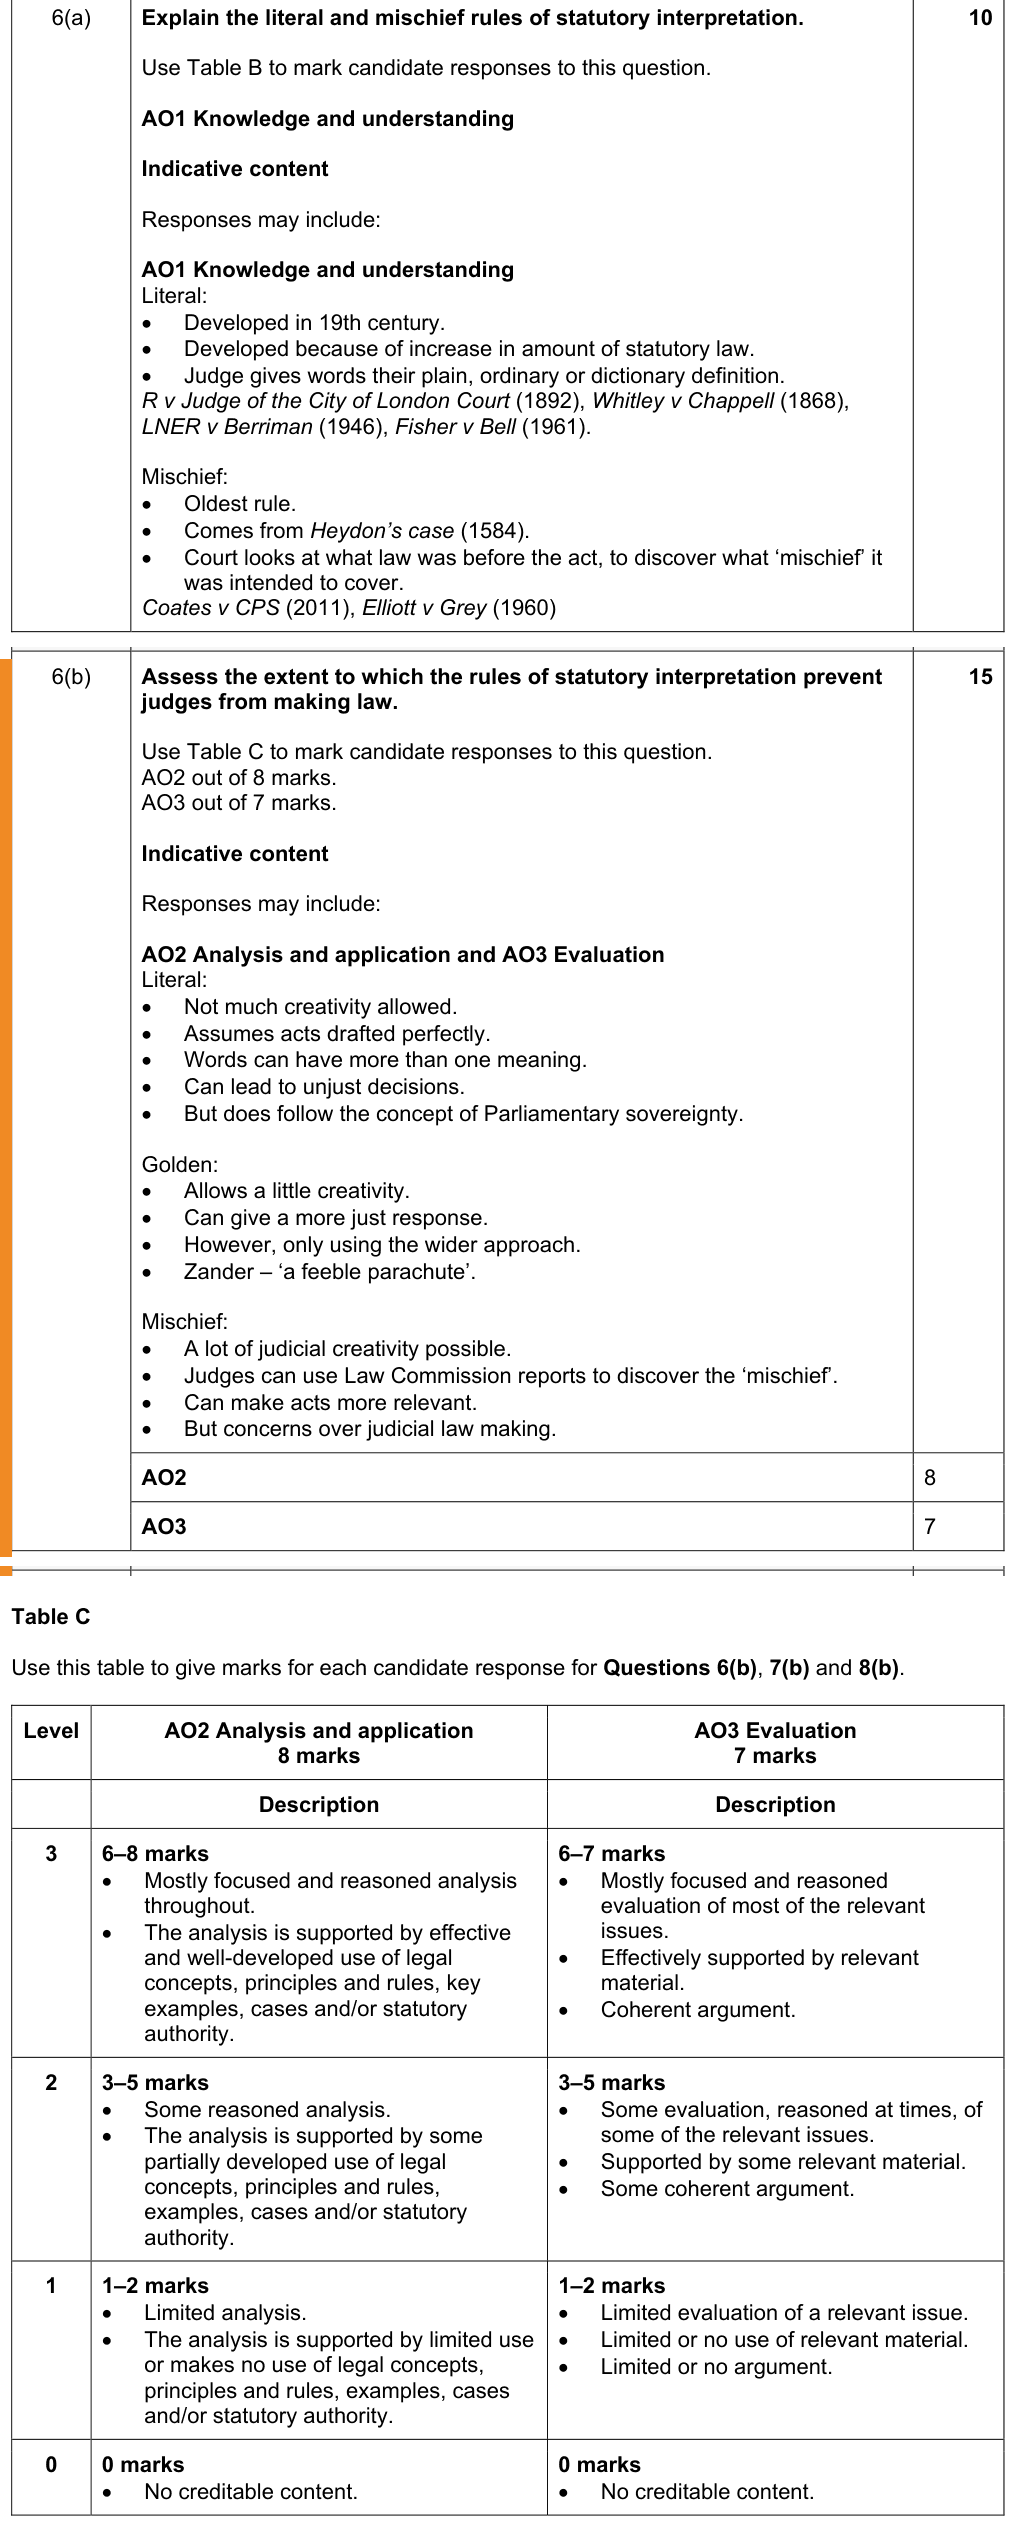 6(a)
Explain the literal and mischief rules of statutory interpretation.
10
Use Table B to mark candidate responses to this question.
AO1 Knowledge and understanding
Indicative content
Responses may include:
AO1 Knowledge and understanding
Literal:
• Developed in 19th century.
• Developed because of increase in amount of statutory law.
• Judge gives words their plain, ordinary or dictionary definition.
R v Judge of the City of London Court (1892), Whitley v Chappell (1868),
LNER v Berriman (1946), Fisher v Bell (1961).
Mischief:
• Oldest rule.
• Comes from Heydon’s case (1584).
• Court looks at what law was before the act, to discover what ‘mischief’ it
was intended to cover.
Coates v CPS (2011), Elliott v Grey (1960)
6(b)
Assess the extent to which the rules of statutory interpretation prevent
judges from making law.
15
Use Table C to mark candidate responses to this question.
AO2 out of 8 marks.
AO3 out of 7 marks.
Indicative content
Responses may include:
AO2 Analysis and application and AO3 Evaluation
Literal:
• Not much creativity allowed.
• Assumes acts drafted perfectly.
• Words can have more than one meaning.
• Can lead to unjust decisions.
• But does follow the concept of Parliamentary sovereignty.
Golden:
• Allows a little creativity.
• Can give a more just response.
• However, only using the wider approach.
• Zander – ‘a feeble parachute’.
Mischief:
• A lot of judicial creativity possible.
• Judges can use Law Commission reports to discover the ‘mischief’.
• Can make acts more relevant.
• But concerns over judicial law making.
AO2 8
AO3 7
Table C
Use this table to give marks for each candidate response for Questions 6(b), 7(b) and 8(b).
Level
AO2 Analysis and application
8 marks
AO3 Evaluation
7 marks
Description
Description
3
6–8 marks
• Mostly focused and reasoned analysis
throughout.
• The analysis is supported by effective
and well-developed use of legal
concepts, principles and rules, key
examples, cases and/or statutory
authority.
6–7 marks
• Mostly focused and reasoned
evaluation of most of the relevant
issues.
• Effectively supported by relevant
material.
• Coherent argument.
2
3–5 marks
• Some reasoned analysis.
• The analysis is supported by some
partially developed use of legal
concepts, principles and rules,
examples, cases and/or statutory
authority.
3–5 marks
• Some evaluation, reasoned at times, of
some of the relevant issues.
• Supported by some relevant material.
• Some coherent argument.
1
1–2 marks
• Limited analysis.
• The analysis is supported by limited use
or makes no use of legal concepts,
principles and rules, examples, cases
and/or statutory authority.
1–2 marks
• Limited evaluation of a relevant issue.
• Limited or no use of relevant material.
• Limited or no argument.
0
0 marks
• No creditable content.
0 marks
• No creditable content.